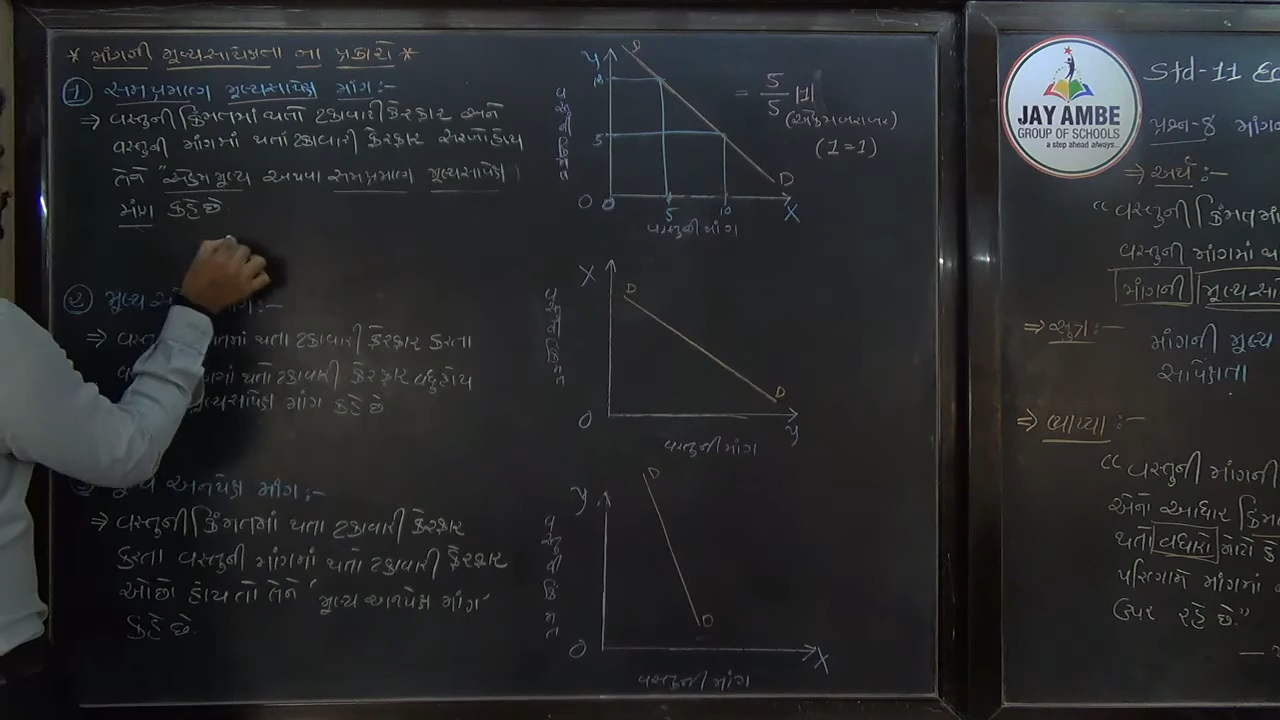 * માંગની મૂલ્યસાપેક્ષતા ના પ્રકારો *
① સમપ્રમાણ મૂલ્યસાપેક્ષ માંગ :-
⇒ વસ્તુની કિંમતમાં થતો ટકાવારી ફેરફાર અને
વસ્તુની માંગમાં થતાં ટકાવારી ફેરફાર સરખો હોય
તેને "એકમ મૂલ્ય અથવા સમપ્રમાણ મૂલ્યસાપેક્ષ
માંગ કહે છે.
② મૂલ્ય
⇒ થતા ટકાવારી ફેરફાર કરતા
થતો ટકાવારી ફેરફાર વધુ હોય
માંગ કહે છે
અનપેક્ષ માંગ :-
⇒ વસ્તુની કિંમતમાં થતા ટકાવારી ફેરફાર
કરતા વસ્તુની માંગમાં થતો ટકાવારી ફેરફાર
ઓછો હોય તો તેને 'મૂલ્ય અનપેક્ષ માંગ'
કહે છે.
y
D
5
D
O
0
5
10
X
વસ્તુની કિંમત
વસ્તુની માંગ
= 5/5 |1|
(એકમ બરાબર)
(1=1)
X
D
D
O
y
વસ્તુની કિંમત
વસ્તુની માંગ
y
D
D
O
X
વસ્તુની કિંમત
વસ્તુની માંગ
JAY AMBE
GROUP OF SCHOOLS
a step ahead always...
Std-11
પ્રશ્ન-8
⇒ અર્થ :-
"વસ્તુની કિંમતમાં
વસ્તુની માંગમાં
માંગની
⇒ સૂત્ર :-
માંગની મૂલ્ય
સાપેક્ષતા
⇒ વ્યાખ્યા :-
"વસ્તુની માંગની
એનો આધાર
થતો વધારો
પરિણામે માંગમાં
ઉપર રહે છે."